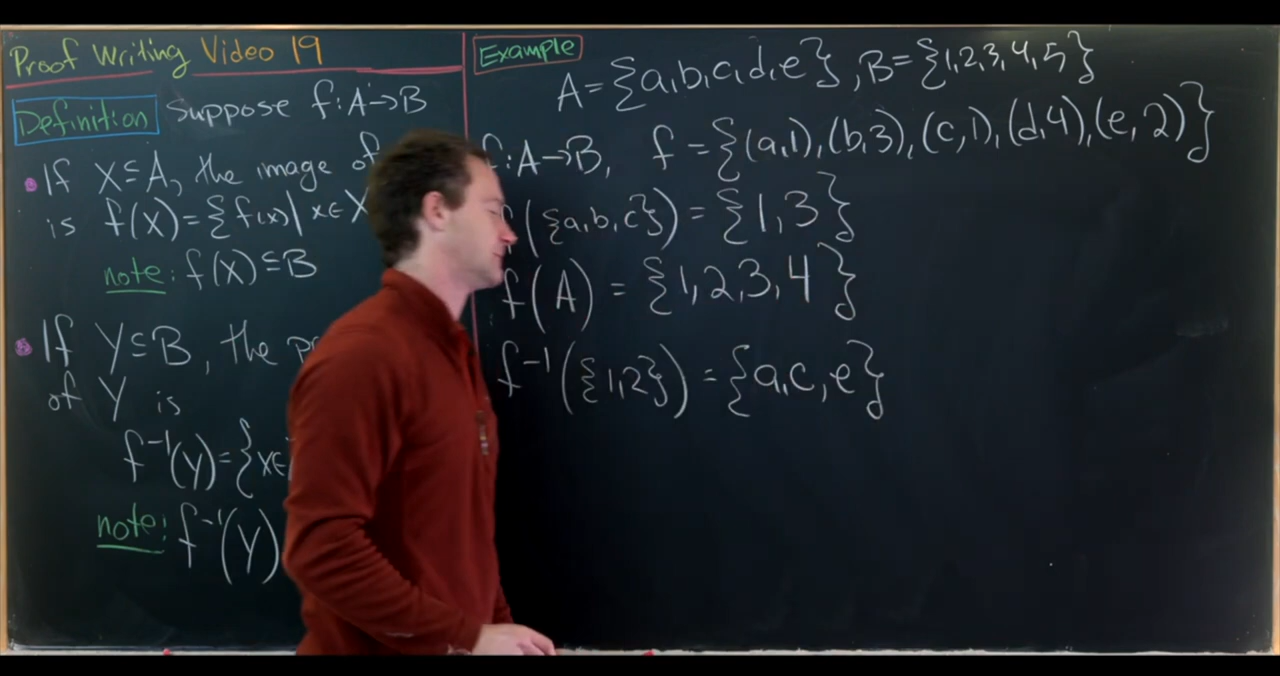 Proof Writing Video 19
Definition Suppose f:A→B
• If X⊆A, the image of
is f(X)={f(x)| x∈X
note: f(X)⊆B
• If Y⊆B, the
of Y is
f⁻¹(Y)={x∈
note: f⁻¹(Y)
Example
A={a,b,c,d,e}, B={1,2,3,4,5}
f:A→B, f={(a,1),(b,3),(c,1),(d,4),(e,2)}
f({a,b,c})={1,3}
f(A)={1,2,3,4}
f⁻¹({1,2})={a,c,e}